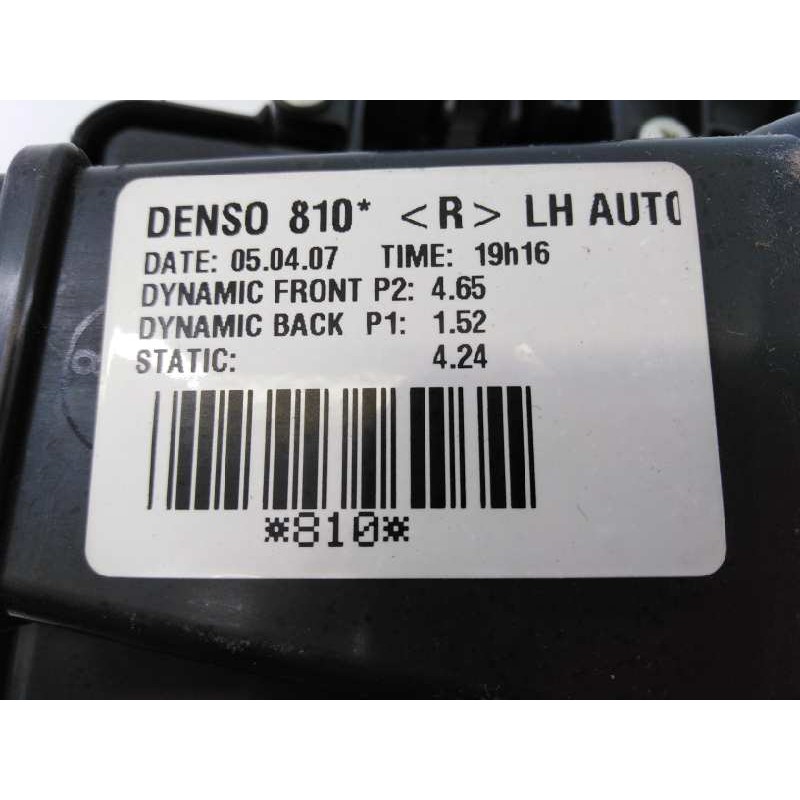 DENSO 810* <R> LH AUTO
DATE: 05.04.07 TIME: 19h16
DYNAMIC FRONT P2: 4.65
DYNAMIC BACK P1: 1.52
STATIC: 4.24
*810*